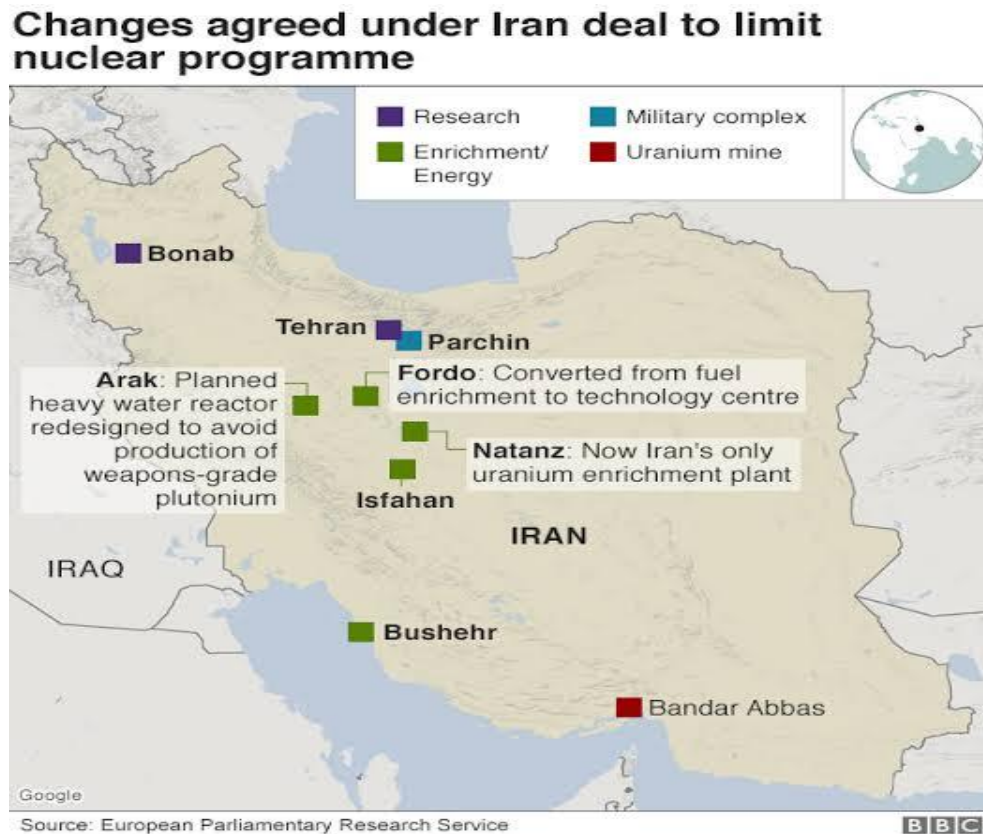 Changes agreed under Iran deal to limit
nuclear programme
Research
Military complex
Enrichment/
Energy
Uranium mine
Bonab
Tehran
Parchin
Arak: Planned
heavy water reactor
redesigned to avoid
production of
weapons-grade
plutonium
Fordo: Converted from fuel
enrichment to technology centre
Natanz: Now Iran's only
uranium enrichment plant
Isfahan
IRAN
IRAQ
Bushehr
Bandar Abbas
Google
Source: European Parliamentary Research Service
BBC